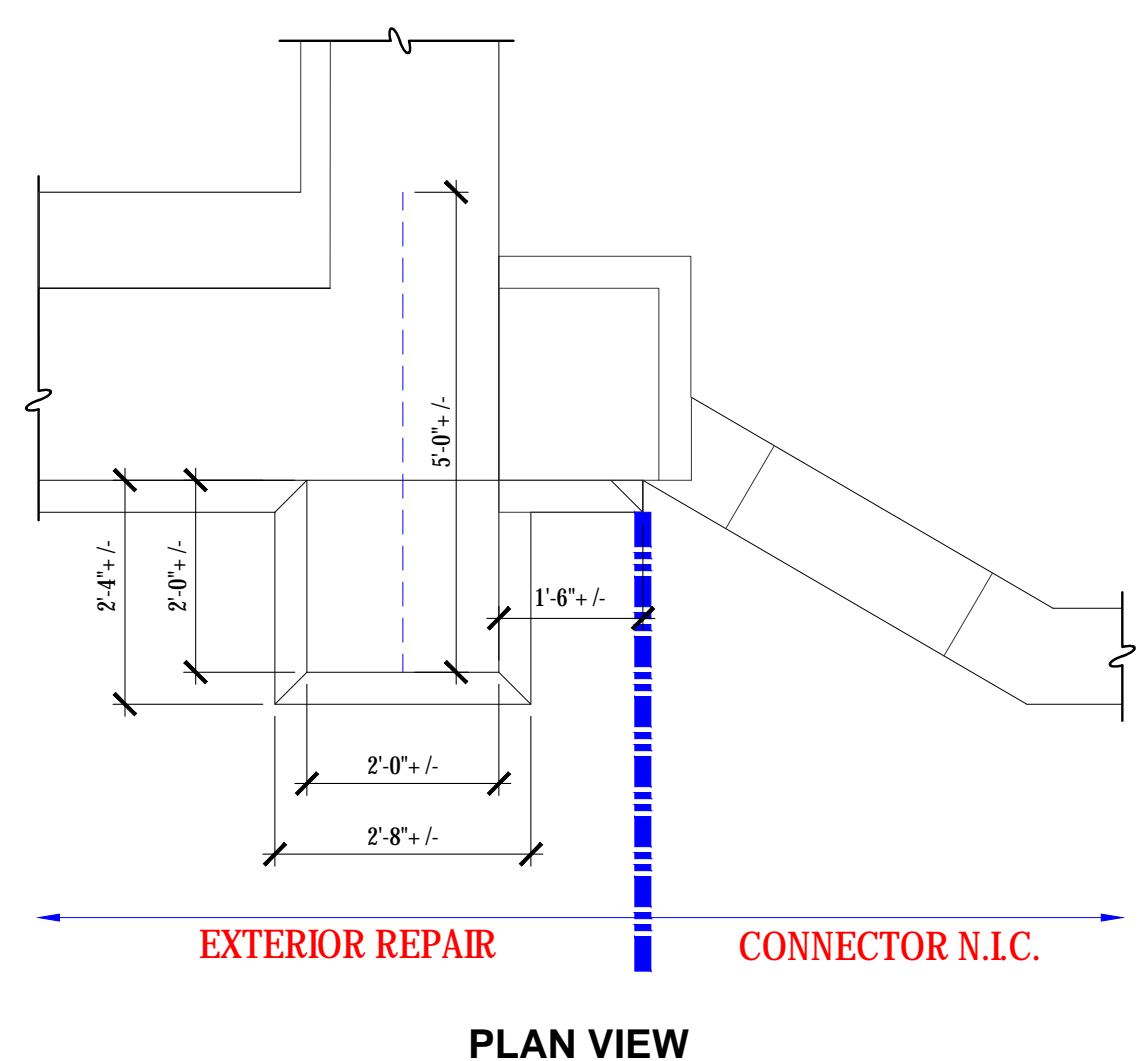 5'-0"+/-
2'-4"+/-
2'-0"+/-
1'-6"+/-
2'-0"+/-
2'-8"+/-
EXTERIOR REPAIR
CONNECTOR N.I.C.
PLAN VIEW